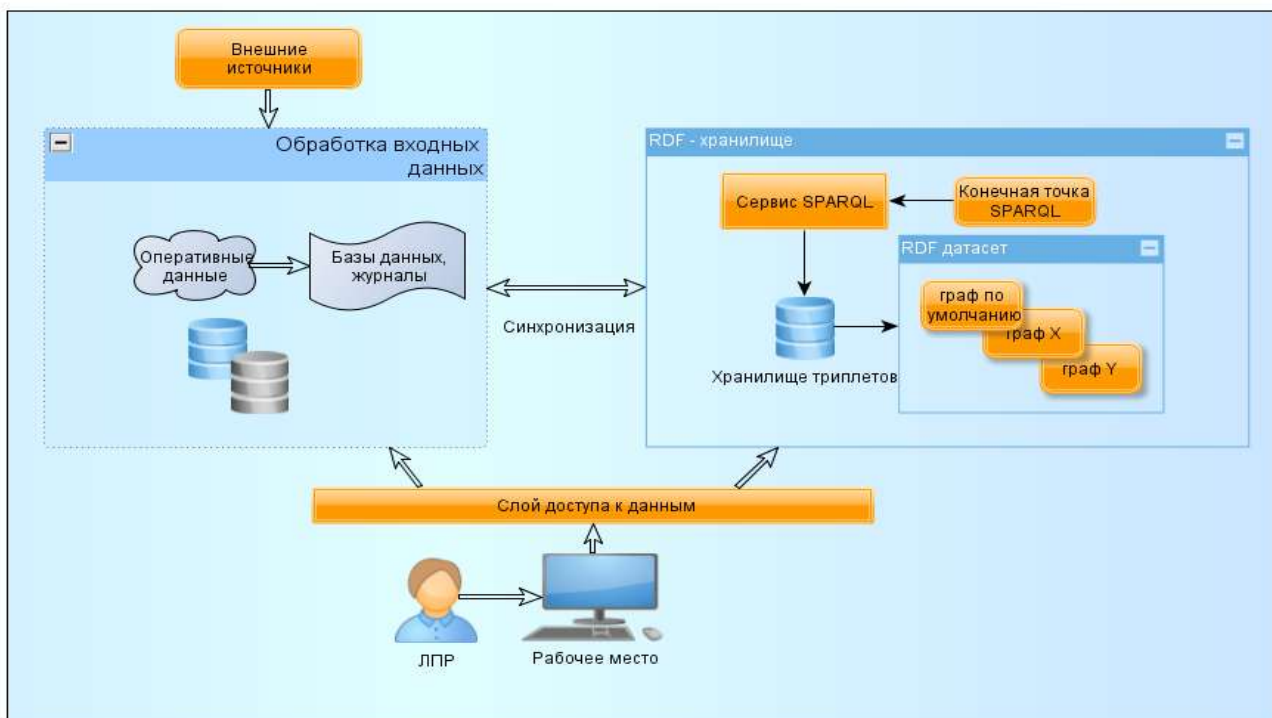 Внешние
источники
Обработка входных
данных
Оперативные
данные
Базы данных,
журналы
Синхронизация
RDF - хранилище
Сервис SPARQL
Конечная точка
SPARQL
RDF датасет
граф по
умолчанию
граф X
граф Y
Хранилище триплетов
Слой доступа к данным
ЛПР
Рабочее место